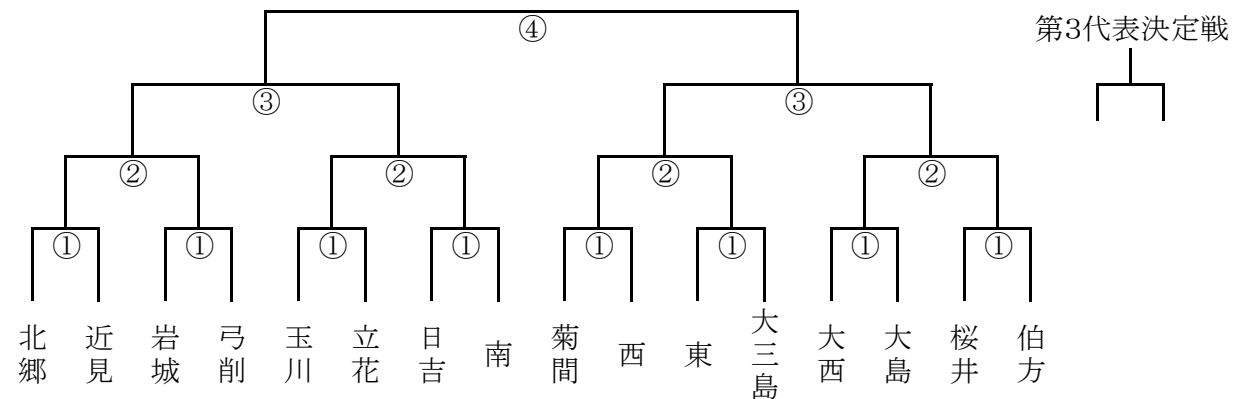 ④
第3代表決定戦
③
③
②
②
②
②
①
①
①
①
①
①
①
①
北郷
近見
岩城
弓削
玉川
立花
日吉
南
菊間
西
東
大三島
大西
大島
桜井
伯方